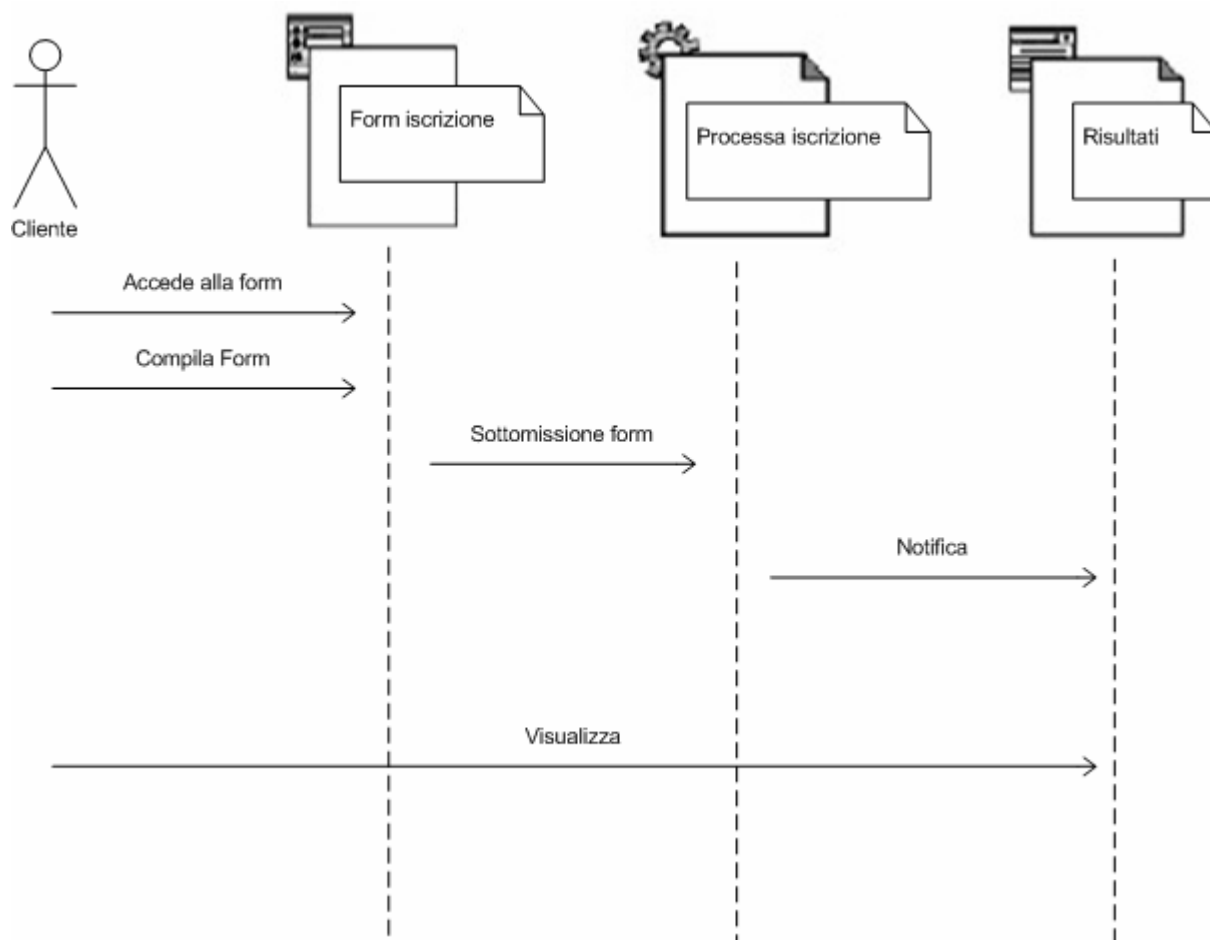 Form iscrizione
Processa iscrizione
Risultati
Cliente
Accede alla form
Compila Form
Sottomissione form
Notifica
Visualizza